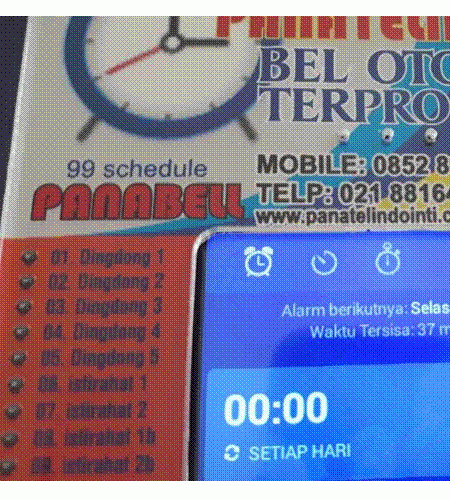 PANATELIN
BEL OTO
TERPRO
99 schedule
PANABELL
MOBILE: 0852 8
TELP: 021 8816
www.panatelindointi.c
01. Dingdong 1
02. Dingdong 2
03. Dingdong 3
04. Dingdong 4
05. Dingdong 5
06. istirahat 1
07. istirahat 2
08. istirahat 1b
09. istirahat 2b
Alarm berikutnya: Selas
Waktu Tersisa: 37 m
00:00
SETIAP HARI